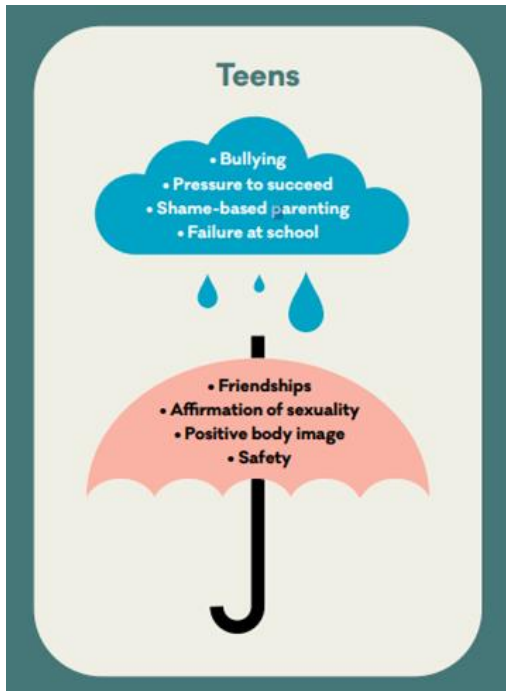 Teens
• Bullying
• Pressure to succeed
• Shame-based parenting
• Failure at school
• Friendships
• Affirmation of sexuality
• Positive body image
• Safety